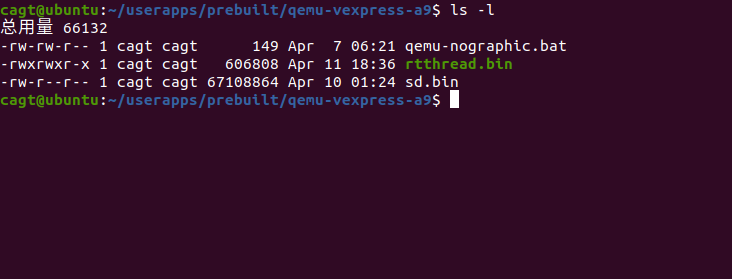 cagt@ubuntu:~/userapps/prebuilt/qemu-vexpress-a9$ ls -l
总用量 66132
-rw-rw-r-- 1 cagt cagt      149 Apr  7 06:21 qemu-nographic.bat
-rwxrwxr-x 1 cagt cagt   606808 Apr 11 18:36 rtthread.bin
-rw-r--r-- 1 cagt cagt 67108864 Apr 10 01:24 sd.bin
cagt@ubuntu:~/userapps/prebuilt/qemu-vexpress-a9$